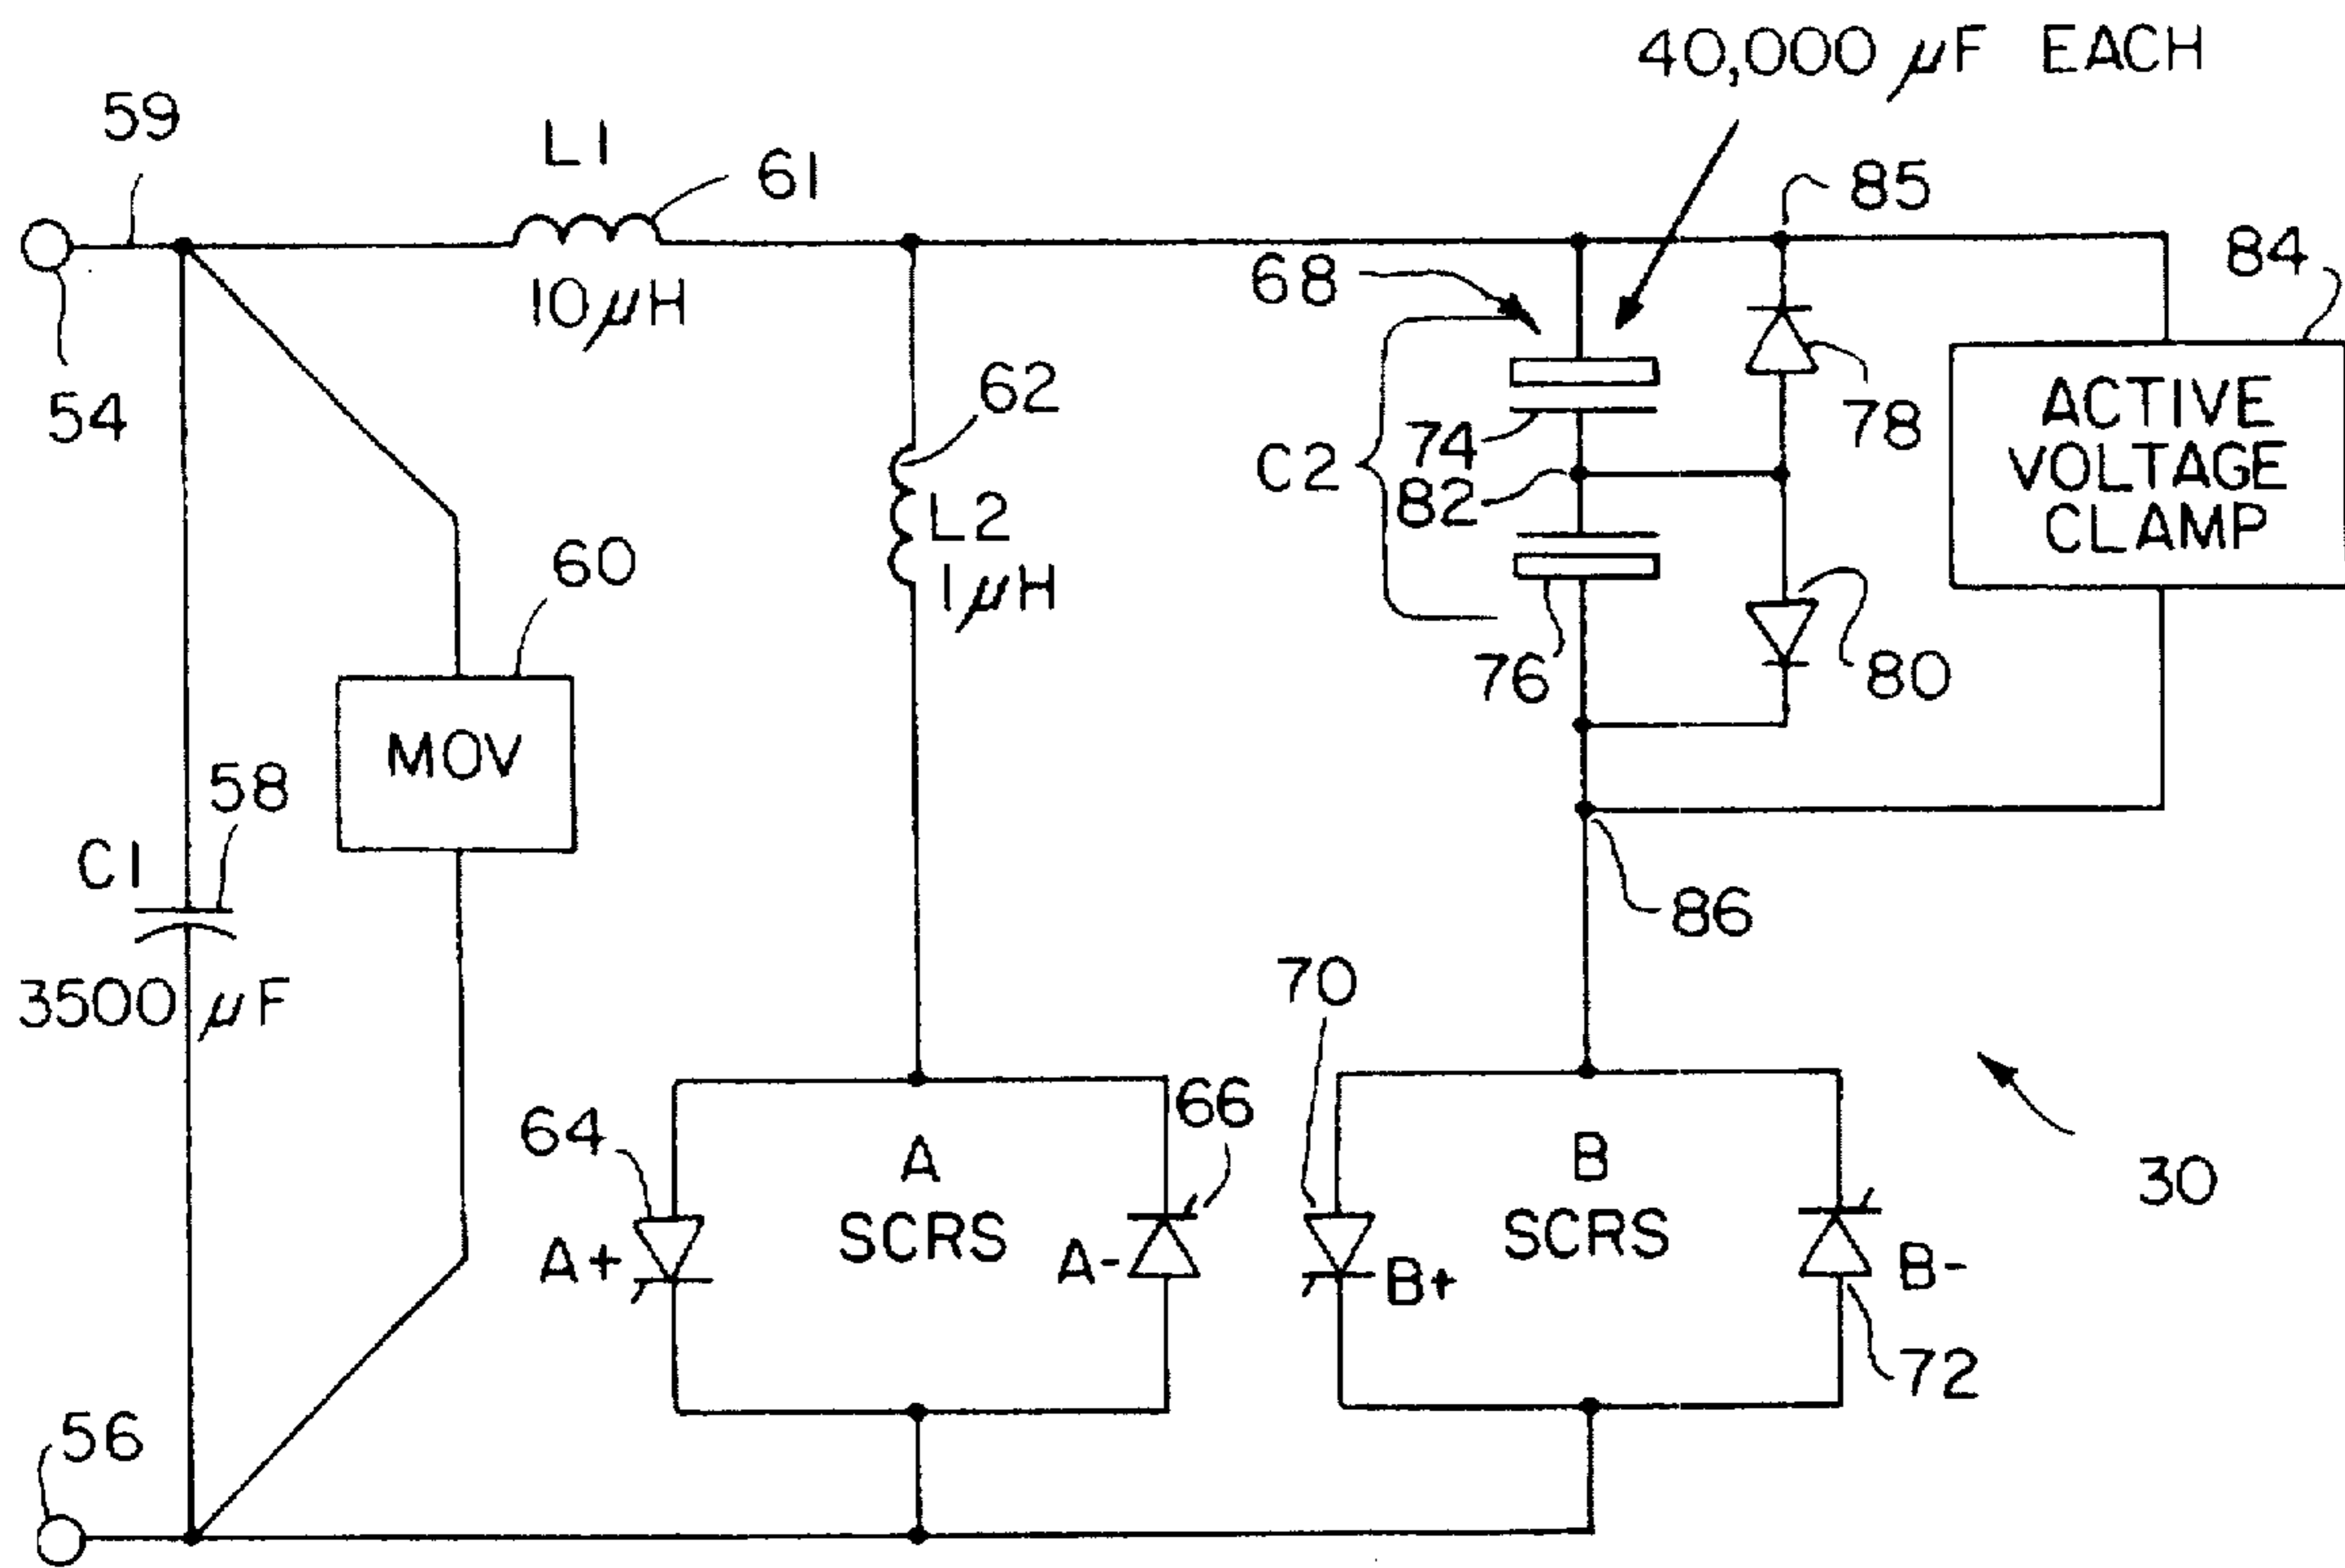 40,000 μF EACH
59
L1
61
85
54
10μH
68
84
62
78
ACTIVE
VOLTAGE
CLAMP
C2
74
82
L2
1μH
60
76
80
MOV
58
C1
86
3500 μF
70
64
66
A
SCRS
B
SCRS
30
A+
A-
B+
B-
72
56